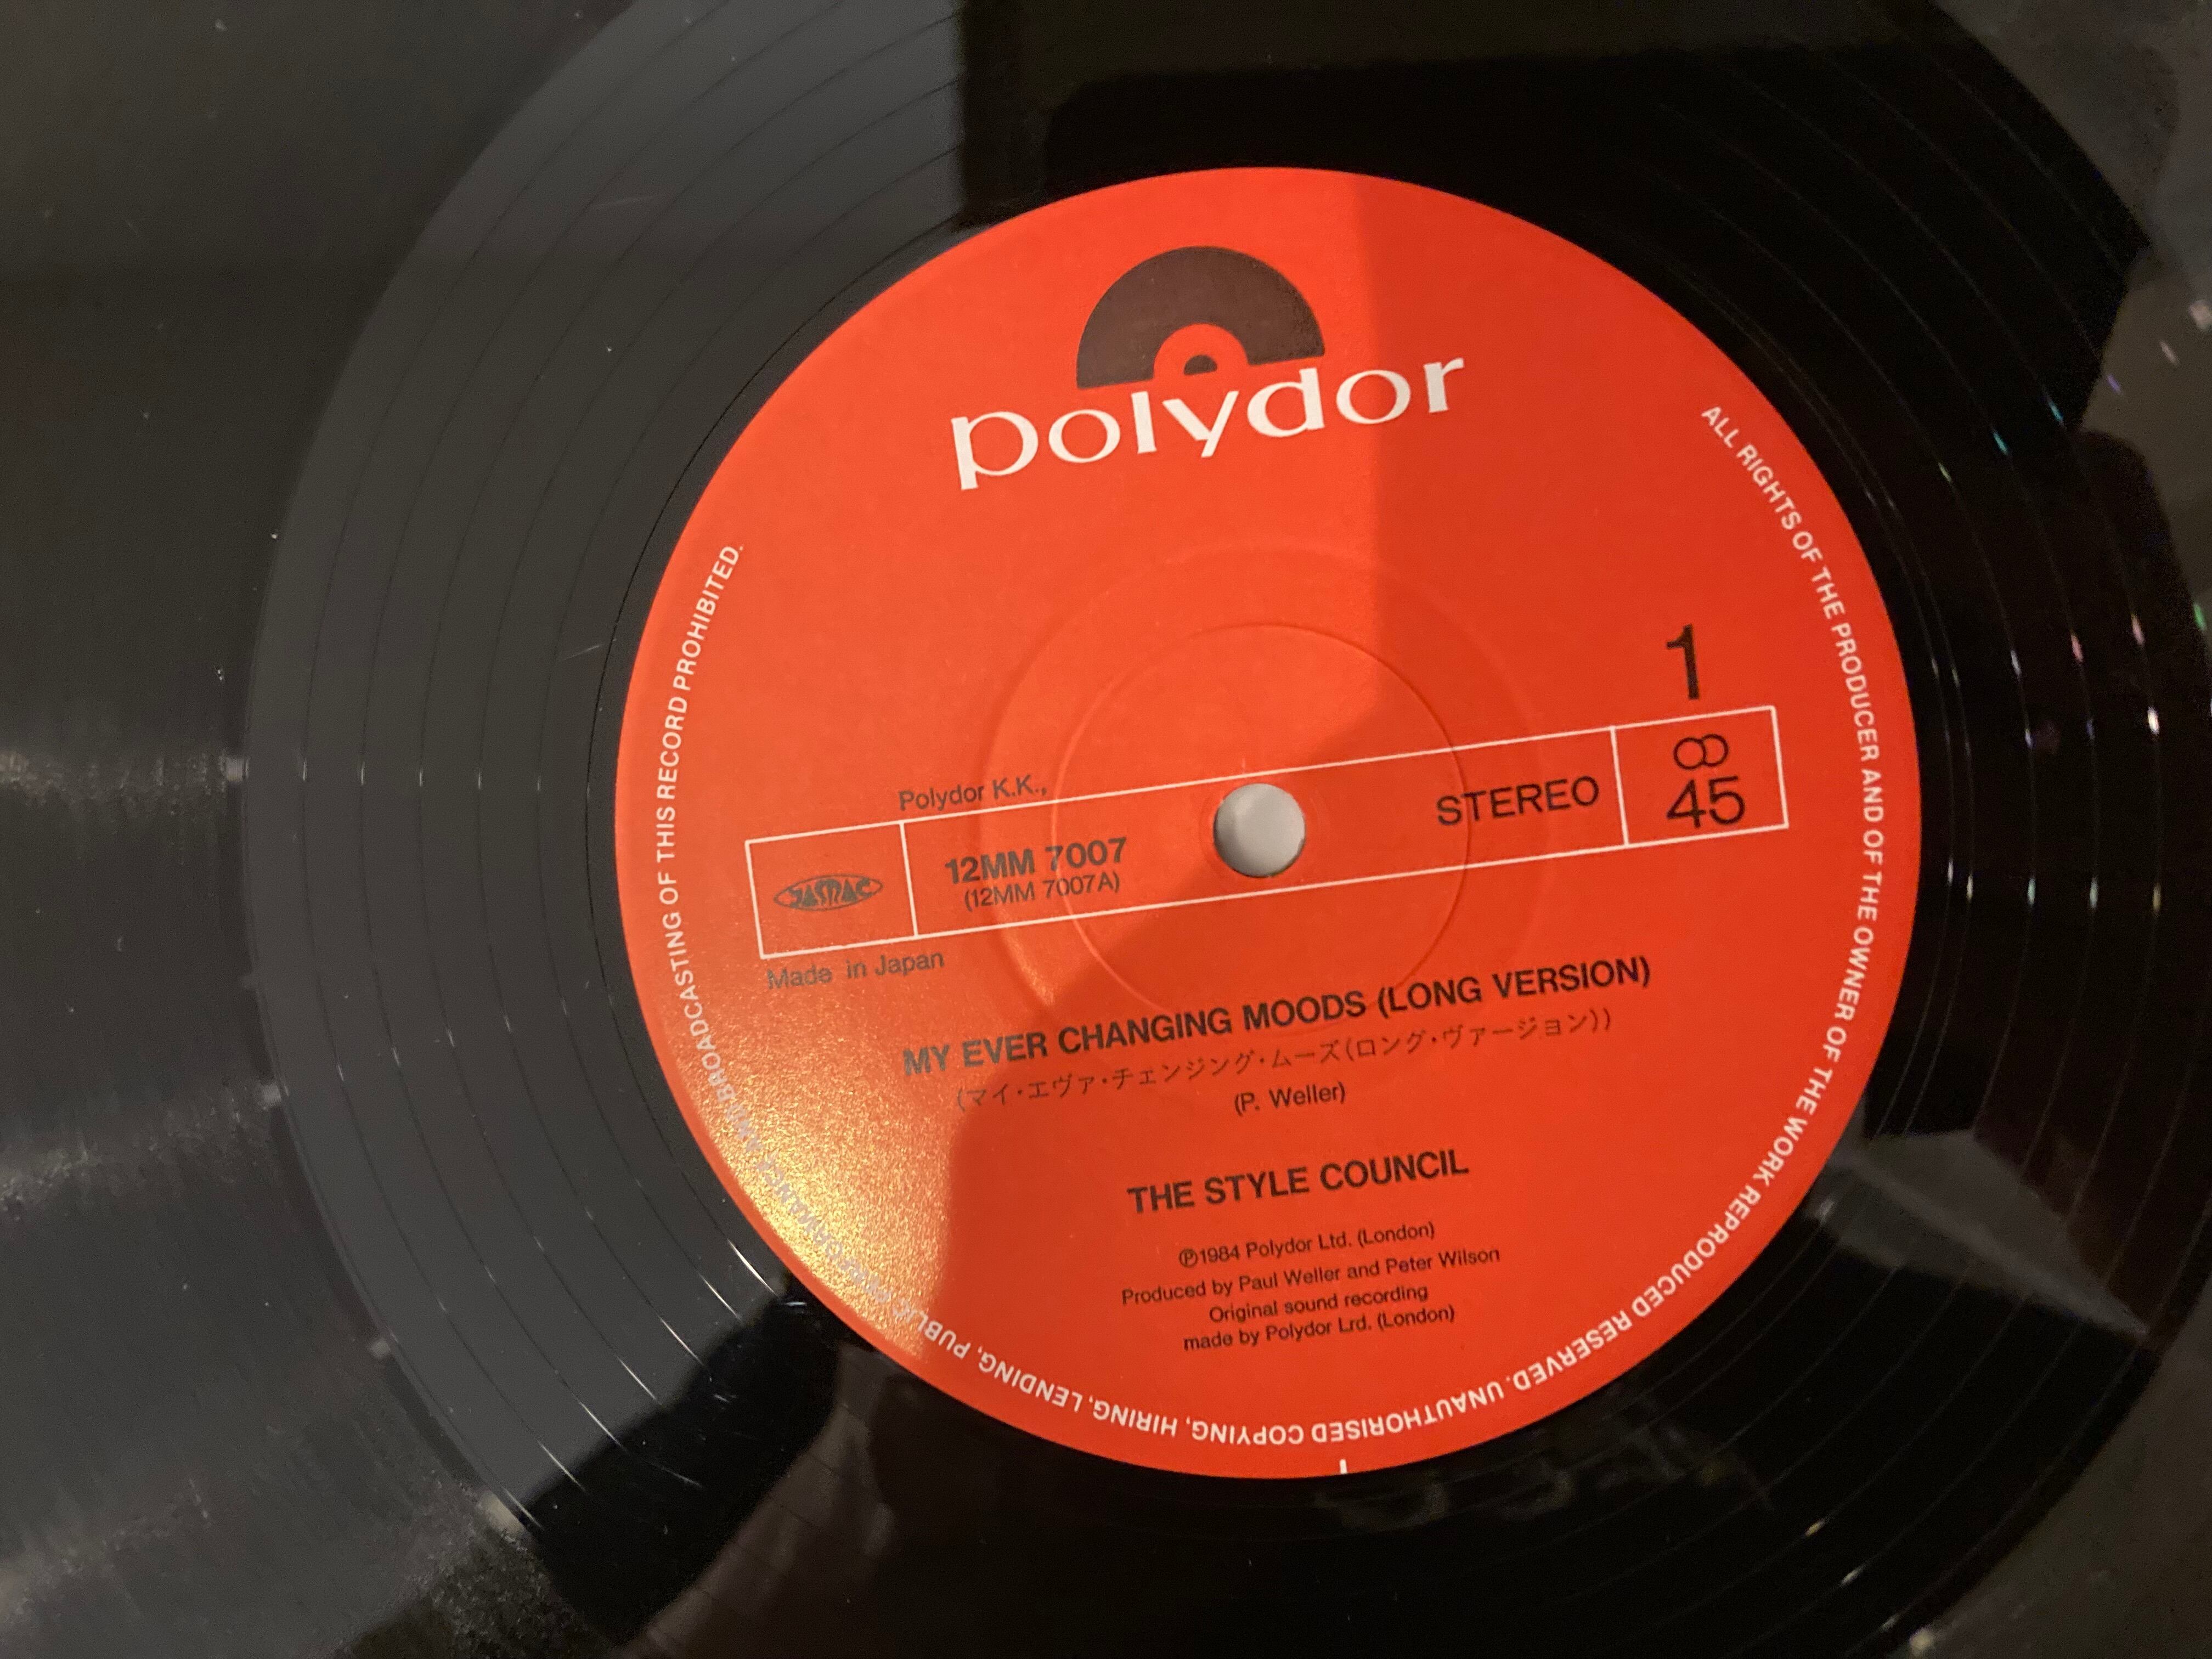 polydor
1
Polydor K.K.,
JASRAC
12MM 7007
(12MM 7007A)
STEREO
45
Made in Japan
MY EVER CHANGING MOODS (LONG VERSION)
(マイ・エヴァ・チェンジング・ムーズ(ロング・ヴァージョン))
(P. Weller)
THE STYLE COUNCIL
Ⓟ1984 Polydor Ltd. (London)
Produced by Paul Weller and Peter Wilson
Original sound recording
made by Polydor Lrd. (London)
ALL RIGHTS OF THE PRODUCER AND OF THE OWNER OF THE WORK REPRODUCED RESERVED. UNAUTHORISED COPYING, HIRING, LENDING, PUBLIC PERFORMANCE AND BROADCASTING OF THIS RECORD PROHIBITED.